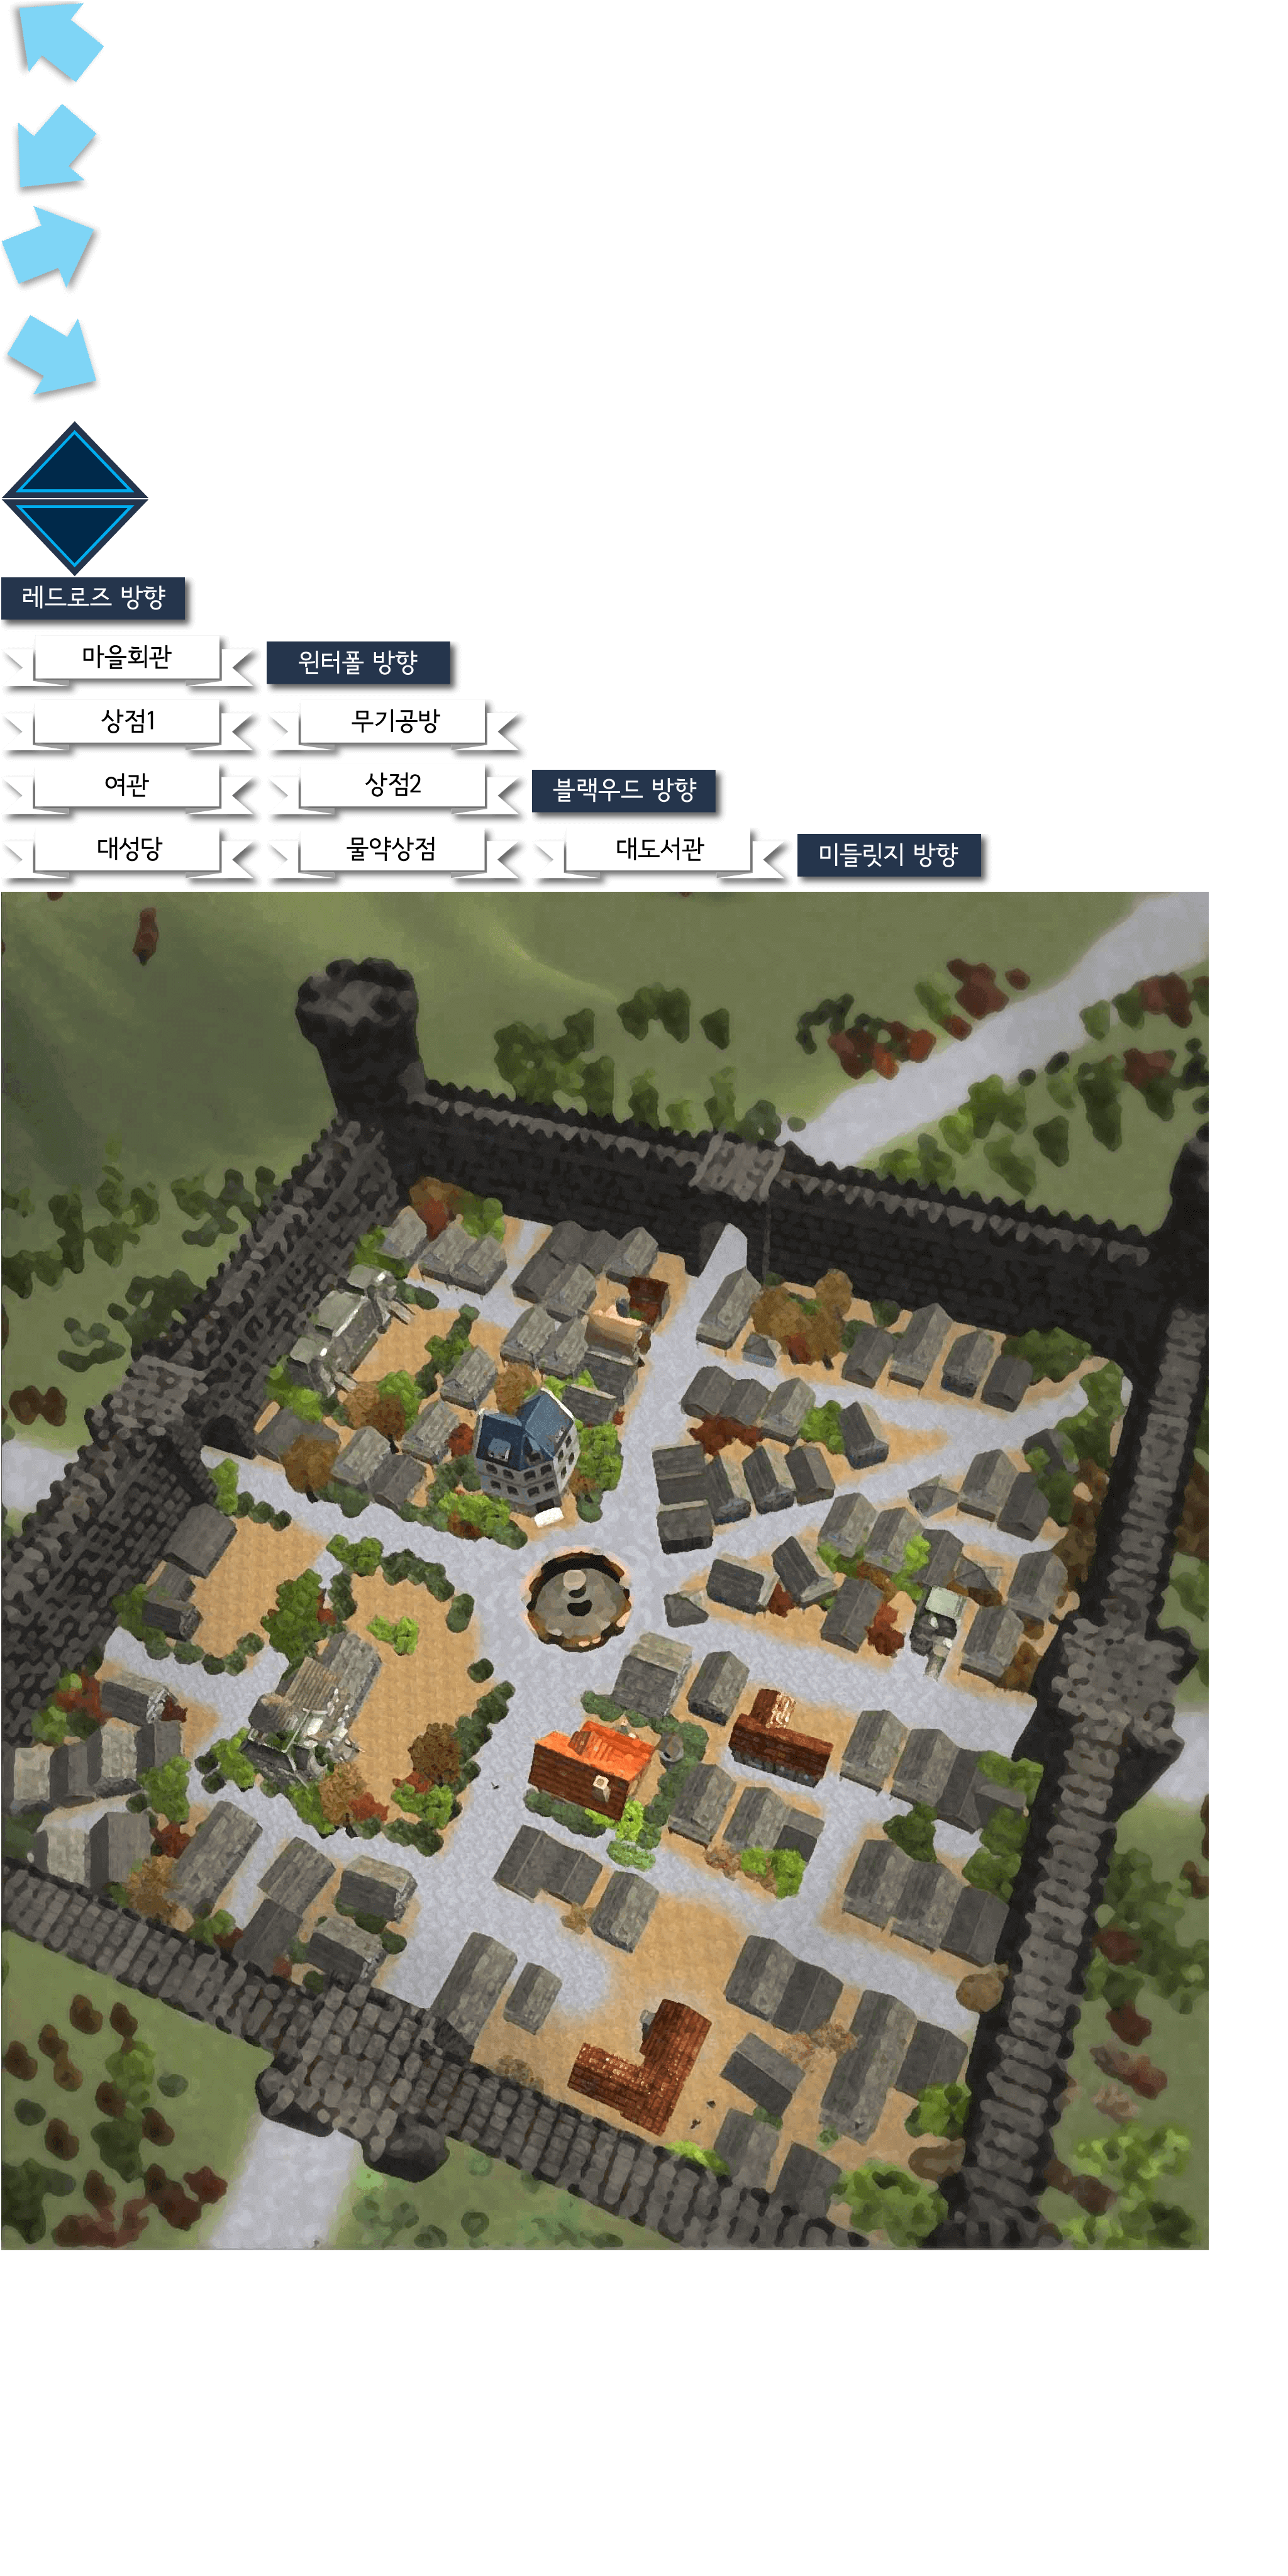 레드로즈 방향
마을회관 윈터폴 방향
상점1 무기공방
여관 상점2 블랙우드 방향
대성당 물약상점 대도서관 미들릿지 방향